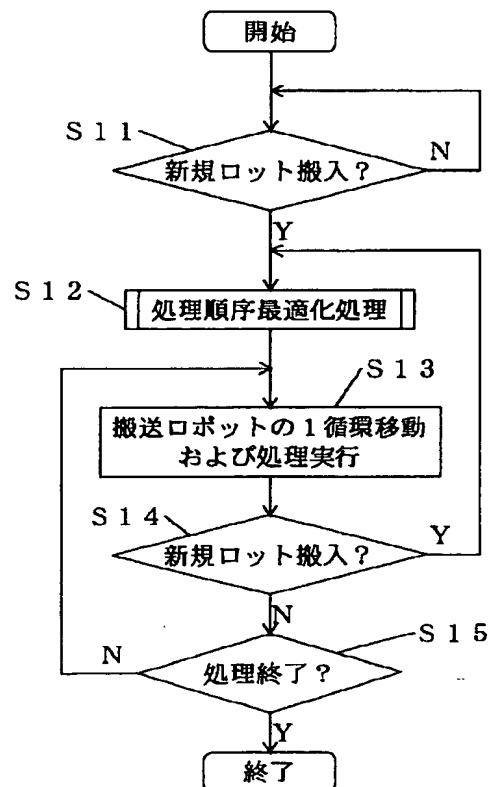 開始
S11
新規ロット搬入?
N
Y
S12
処理順序最適化処理
S13
搬送ロボットの1循環移動
および処理実行
S14
新規ロット搬入?
Y
N
S15
処理終了?
N
Y
終了